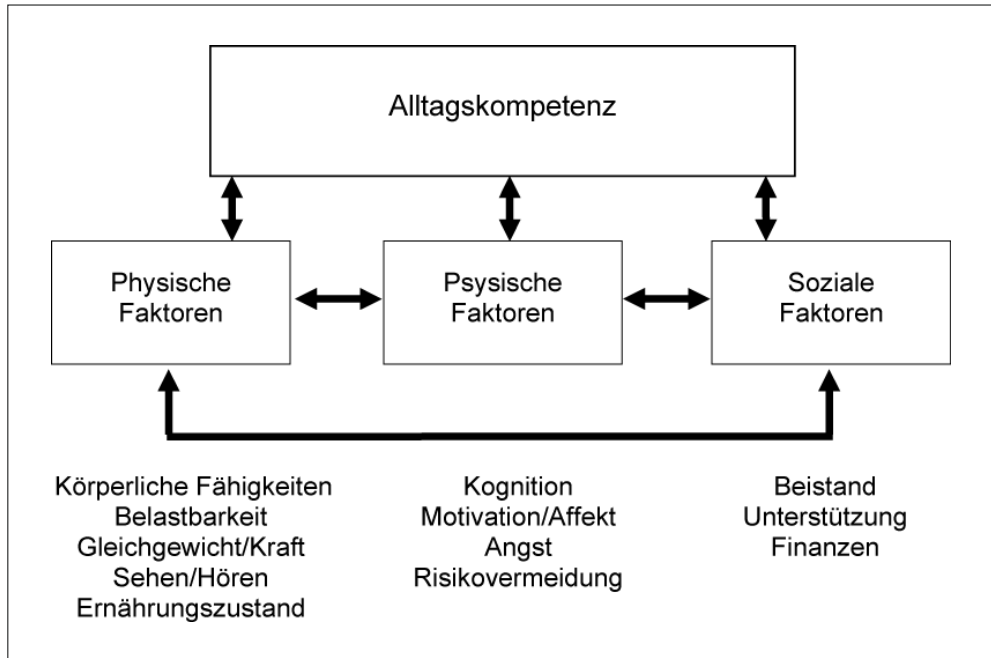 Alltagskompetenz
Physische
Faktoren
Psysische
Faktoren
Soziale
Faktoren
Körperliche Fähigkeiten
Belastbarkeit
Gleichgewicht/Kraft
Sehen/Hören
Ernährungszustand
Kognition
Motivation/Affekt
Angst
Risikovermeidung
Beistand
Unterstützung
Finanzen